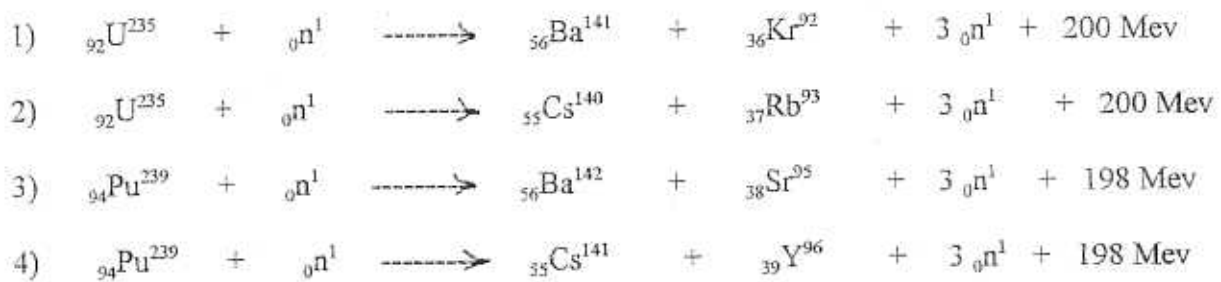 1) ₉₂U²³⁵ + ₀n¹ -------> ₅₆Ba¹⁴¹ + ₃₆Kr⁹² + 3 ₀n¹ + 200 Mev
2) ₉₂U²³⁵ + ₀n¹ -------> ₅₅Cs¹⁴⁰ + ₃₇Rb⁹³ + 3 ₀n¹ + 200 Mev
3) ₉₄Pu²³⁹ + ₀n¹ -------> ₅₆Ba¹⁴² + ₃₈Sr⁹⁵ + 3 ₀n¹ + 198 Mev
4) ₉₄Pu²³⁹ + ₀n¹ -------> ₅₅Cs¹⁴¹ + ₃₉Y⁹⁶ + 3 ₀n¹ + 198 Mev